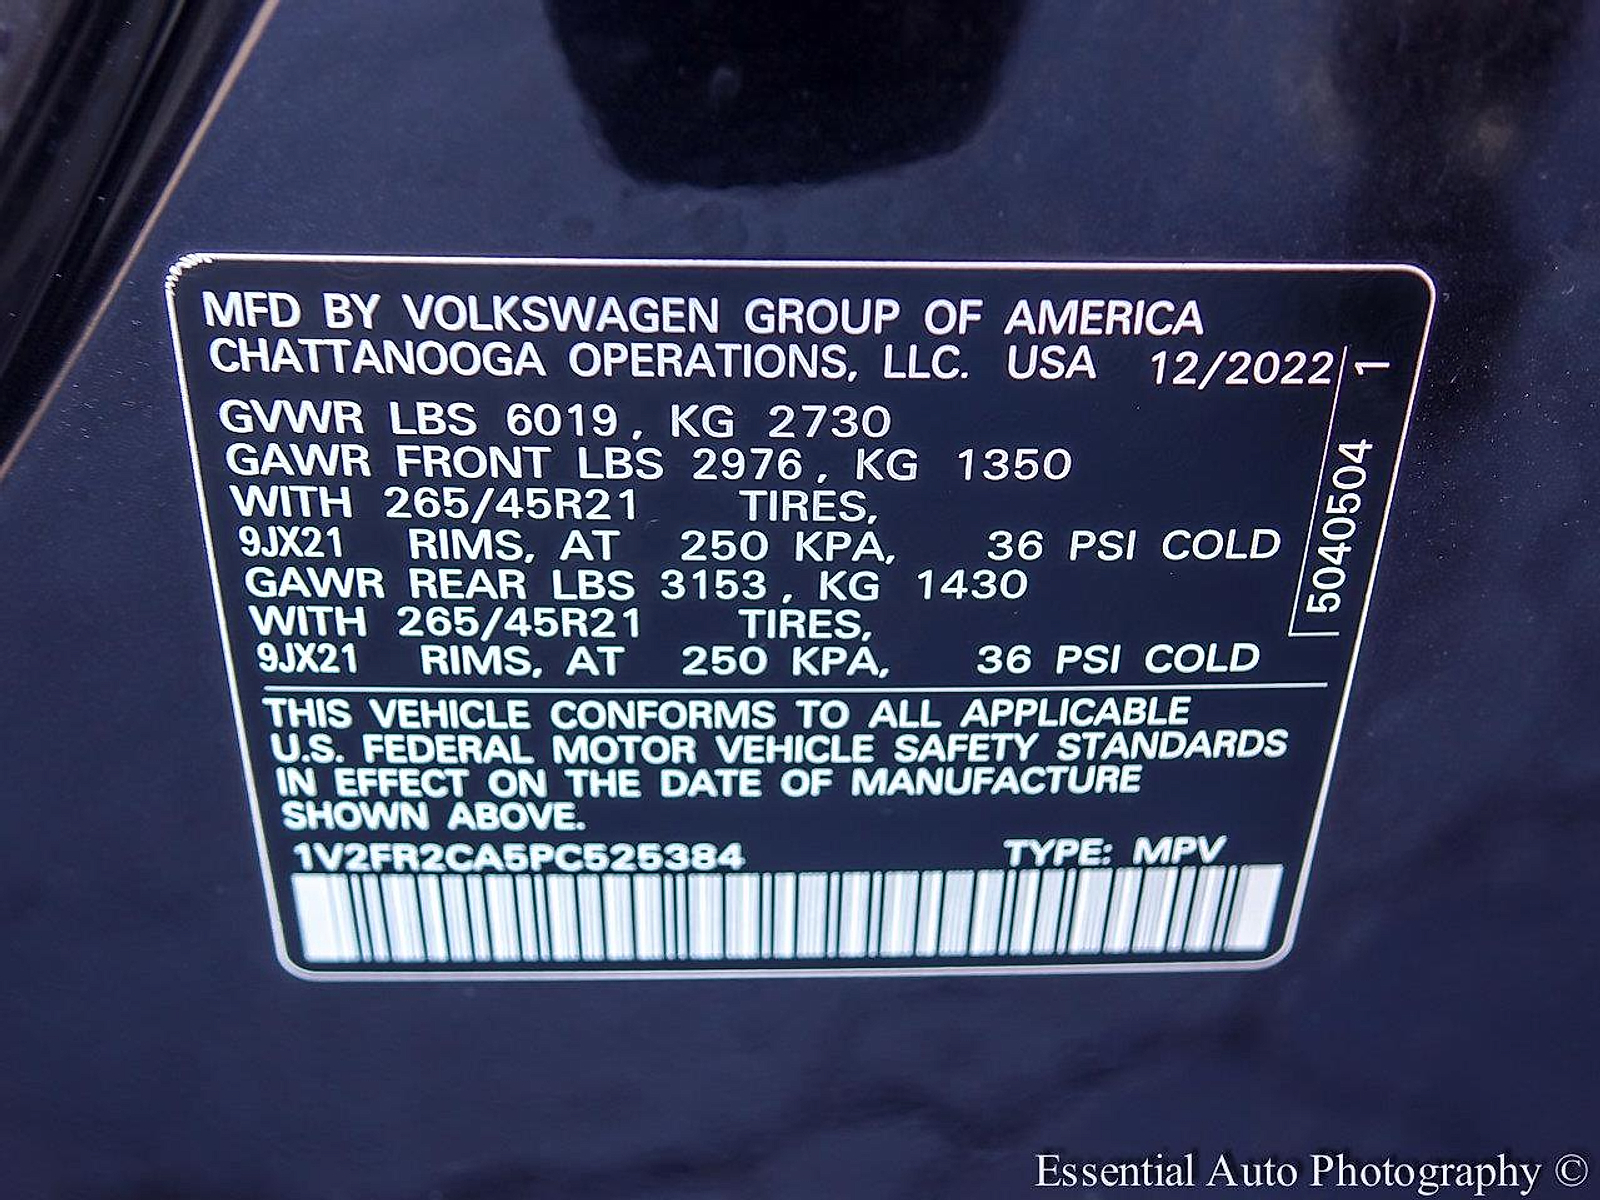 MFD BY VOLKSWAGEN GROUP OF AMERICA
CHATTANOOGA OPERATIONS, LLC. USA 12/2022
GVWR LBS 6019, KG 2730
GAWR FRONT LBS 2976, KG 1350
WITH 265/45R21 TIRES,
9JX21 RIMS, AT 250 KPA, 36 PSI COLD
GAWR REAR LBS 3153, KG 1430
WITH 265/45R21 TIRES,
9JX21 RIMS, AT 250 KPA, 36 PSI COLD
5040504 1
THIS VEHICLE CONFORMS TO ALL APPLICABLE
U.S. FEDERAL MOTOR VEHICLE SAFETY STANDARDS
IN EFFECT ON THE DATE OF MANUFACTURE
SHOWN ABOVE.
1V2FR2CA5PC525384 TYPE: MPV
Essential Auto Photography ©